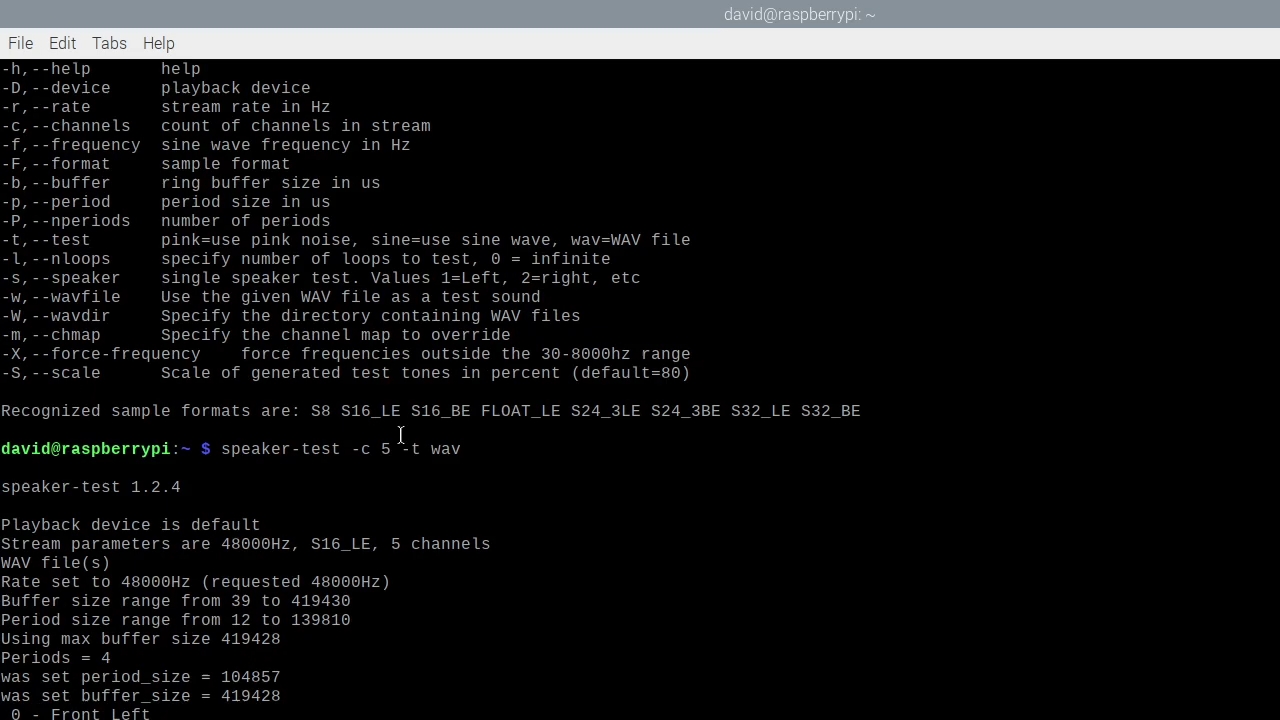 david@raspberrypi: ~
File Edit Tabs Help
-h,--help       help
-D,--device     playback device
-r,--rate       stream rate in Hz
-c,--channels   count of channels in stream
-f,--frequency  sine wave frequency in Hz
-F,--format     sample format
-b,--buffer     ring buffer size in us
-p,--period     period size in us
-P,--nperiods   number of periods
-t,--test       pink=use pink noise, sine=use sine wave, wav=WAV file
-l,--nloops     specify number of loops to test, 0 = infinite
-s,--speaker    single speaker test. Values 1=Left, 2=right, etc
-w,--wavfile    Use the given WAV file as a test sound
-W,--wavdir     Specify the directory containing WAV files
-m,--chmap      Specify the channel map to override
-X,--force-frequency    force frequencies outside the 30-8000hz range
-S,--scale      Scale of generated test tones in percent (default=80)
Recognized sample formats are: S8 S16_LE S16_BE FLOAT_LE S24_3LE S24_3BE S32_LE S32_BE
david@raspberrypi:~ $ speaker-test -c 5 -t wav
speaker-test 1.2.4
Playback device is default
Stream parameters are 48000Hz, S16_LE, 5 channels
WAV file(s)
Rate set to 48000Hz (requested 48000Hz)
Buffer size range from 39 to 419430
Period size range from 12 to 139810
Using max buffer size 419428
Periods = 4
was set period_size = 104857
was set buffer_size = 419428
 0 - Front Left